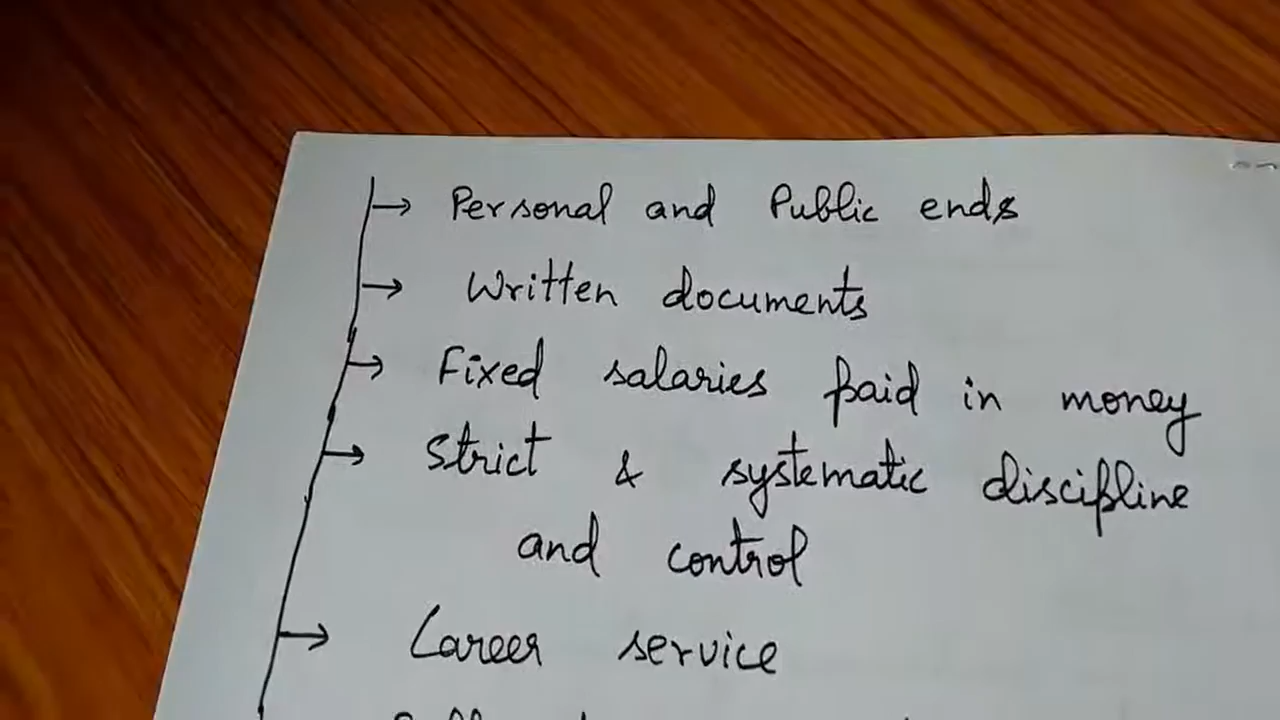 → Personal and Public ends
→ Written documents
→ Fixed salaries paid in money
→ Strict & systematic discipline
and control
→ Career service